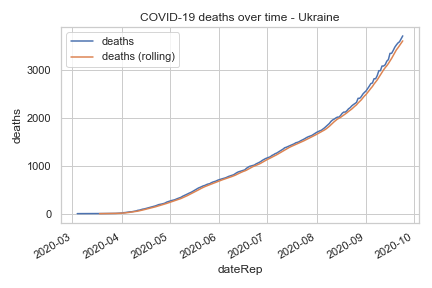 COVID-19 deaths over time - Ukraine
deaths
deaths (rolling)
deaths
3000
2000
1000
0
2020-03
2020-04
2020-05
2020-06
2020-07
2020-08
2020-09
2020-10
dateRep